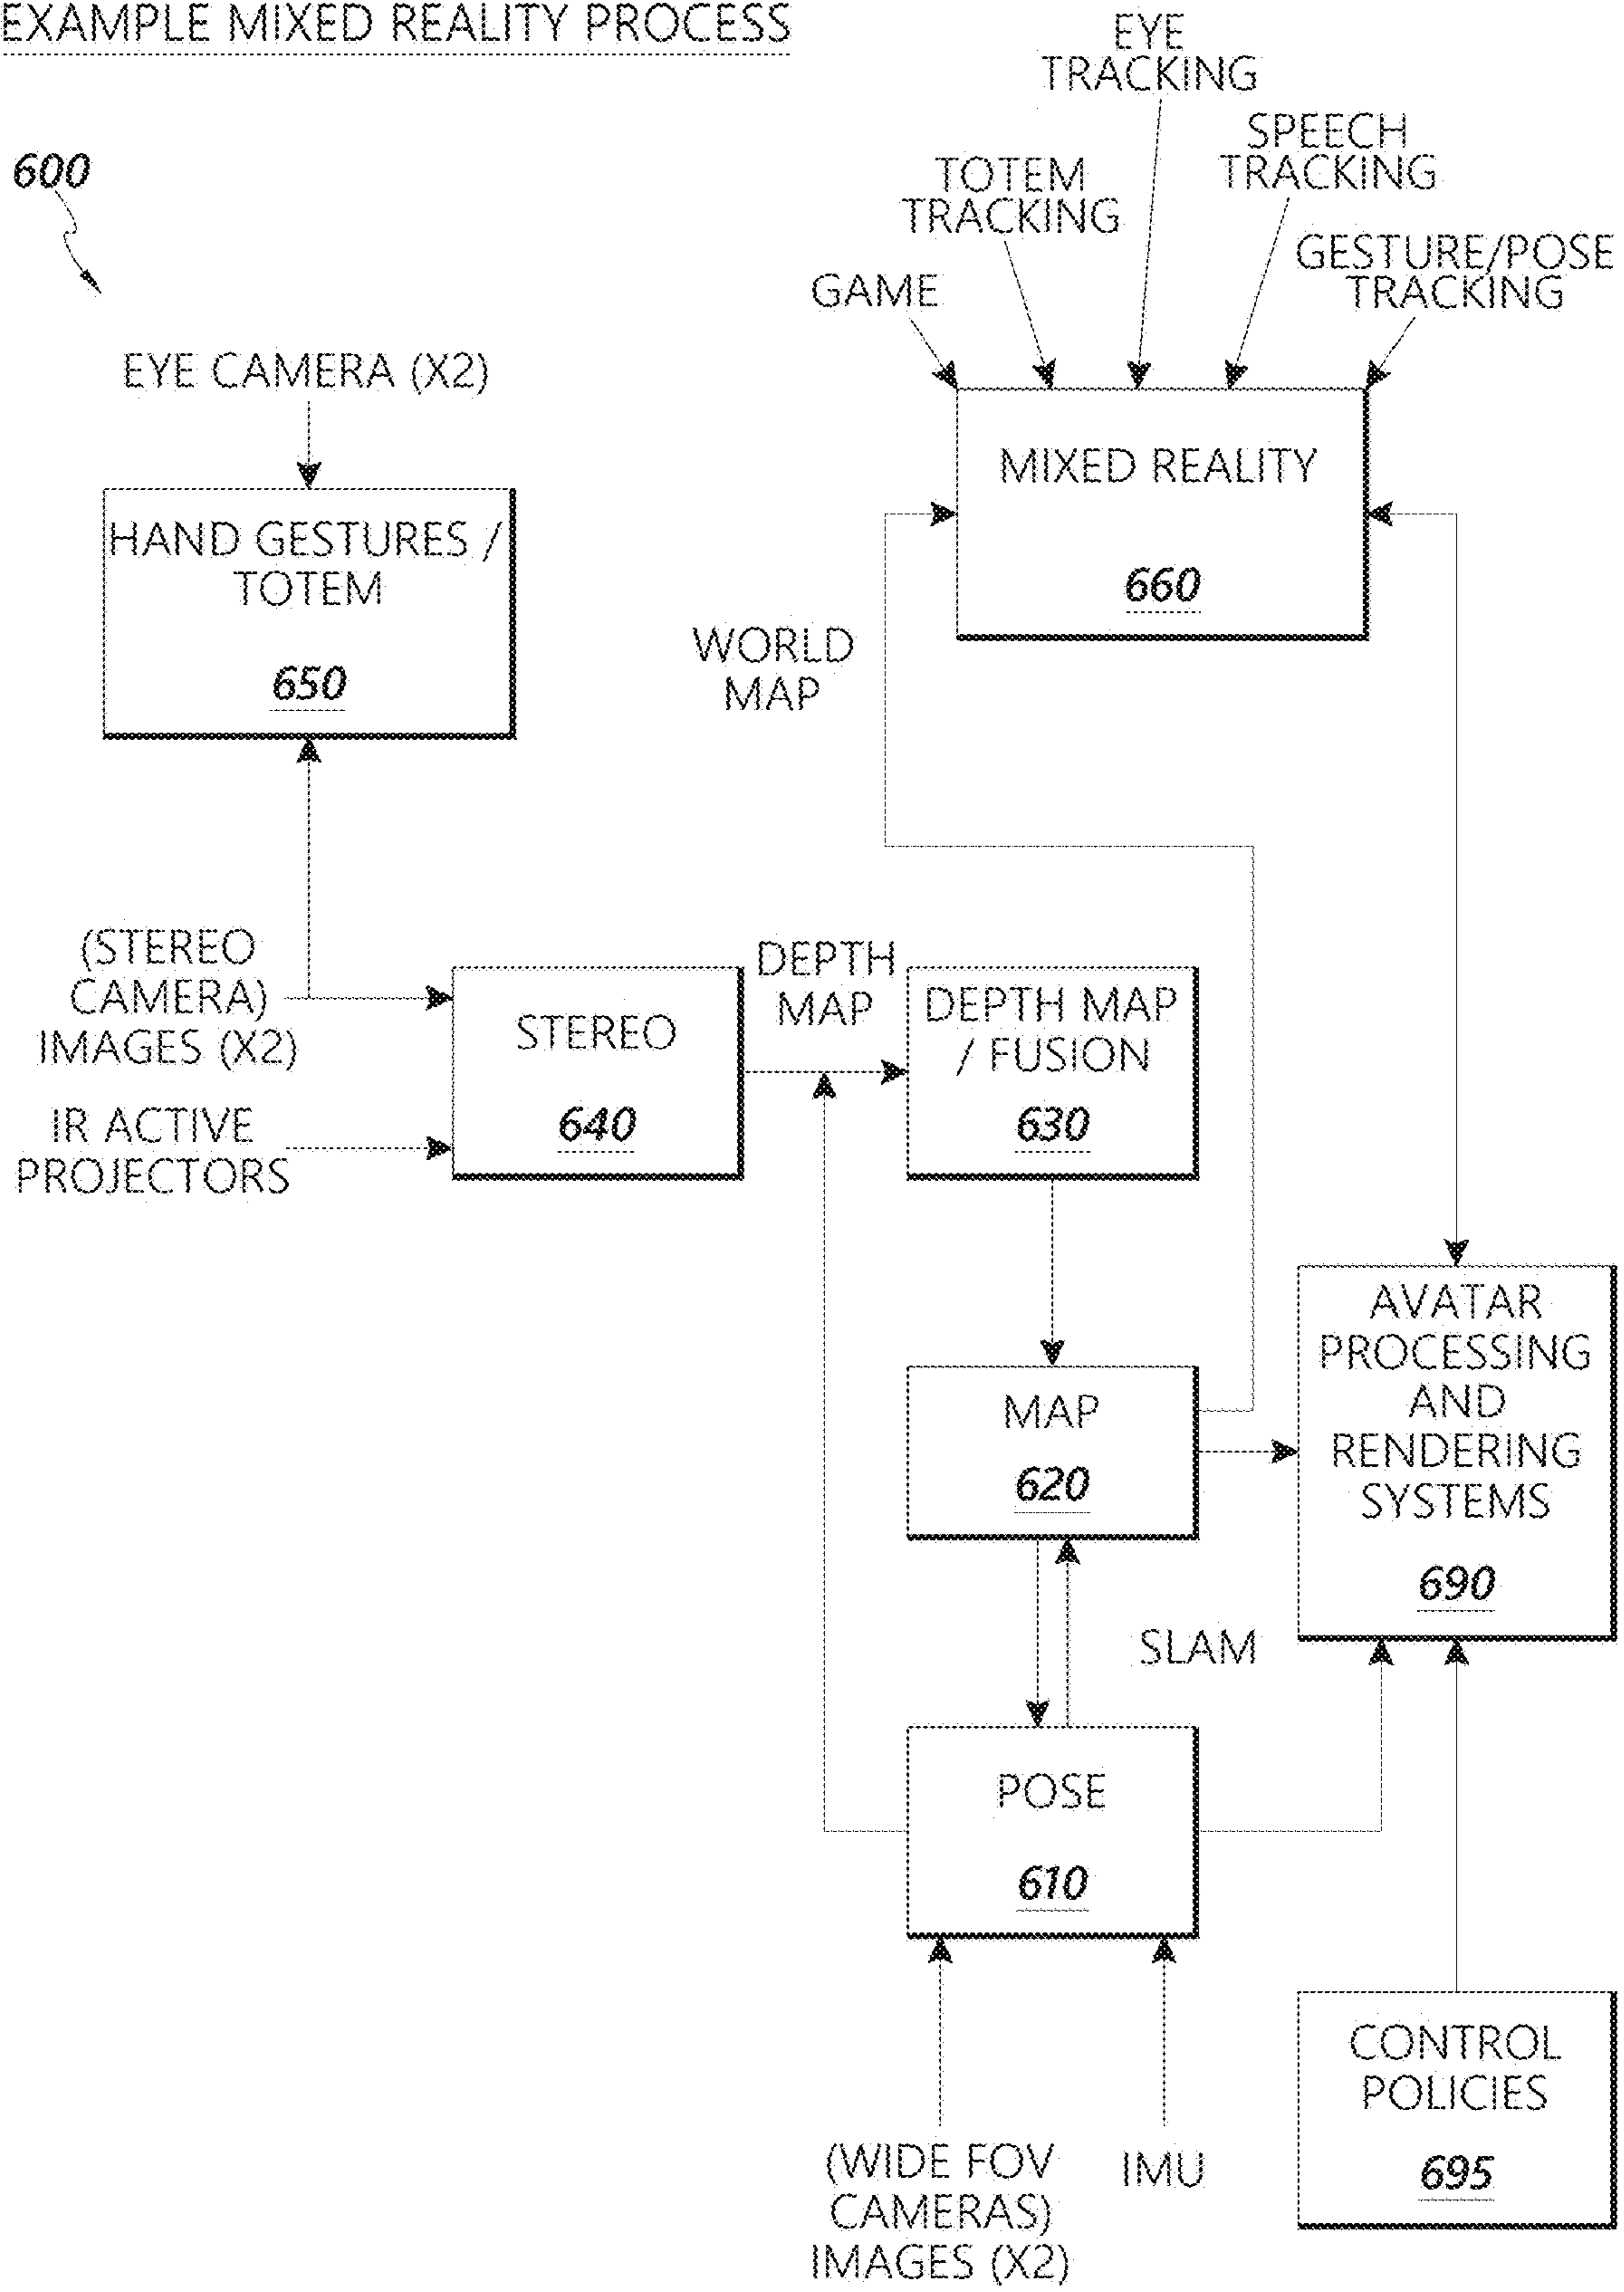 EXAMPLE MIXED REALITY PROCESS
600
EYE
TRACKING
SPEECH
TRACKING
TOTEM
TRACKING
GESTURE/POSE
TRACKING
GAME
EYE CAMERA (X2)
HAND GESTURES /
TOTEM
650
MIXED REALITY
660
WORLD
MAP
(STEREO
CAMERA)
IMAGES (X2)
IR ACTIVE
PROJECTORS
STEREO
640
DEPTH
MAP
DEPTH MAP
/ FUSION
630
MAP
620
AVATAR
PROCESSING
AND
RENDERING
SYSTEMS
690
SLAM
POSE
610
(WIDE FOV
CAMERAS)
IMAGES (X2)
IMU
CONTROL
POLICIES
695